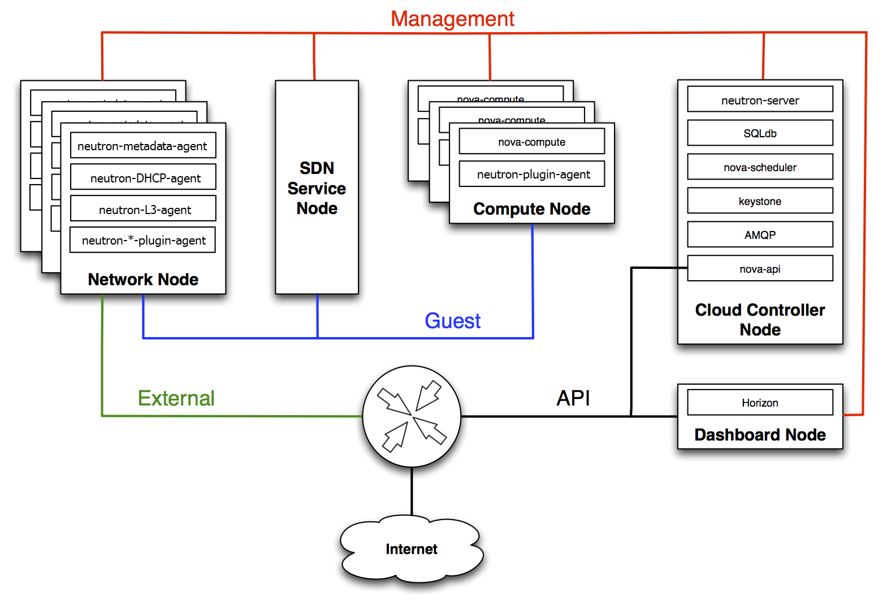 Management
neutron-metadata-agent
neutron-DHCP-agent
neutron-L3-agent
neutron-*-plugin-agent
Network Node
SDN
Service
Node
nova-compute
nova-compute
nova-compute
neutron-plugin-agent
Compute Node
neutron-server
SQLdb
nova-scheduler
keystone
AMQP
nova-api
Cloud Controller
Node
Guest
External
API
Horizon
Dashboard Node
Internet